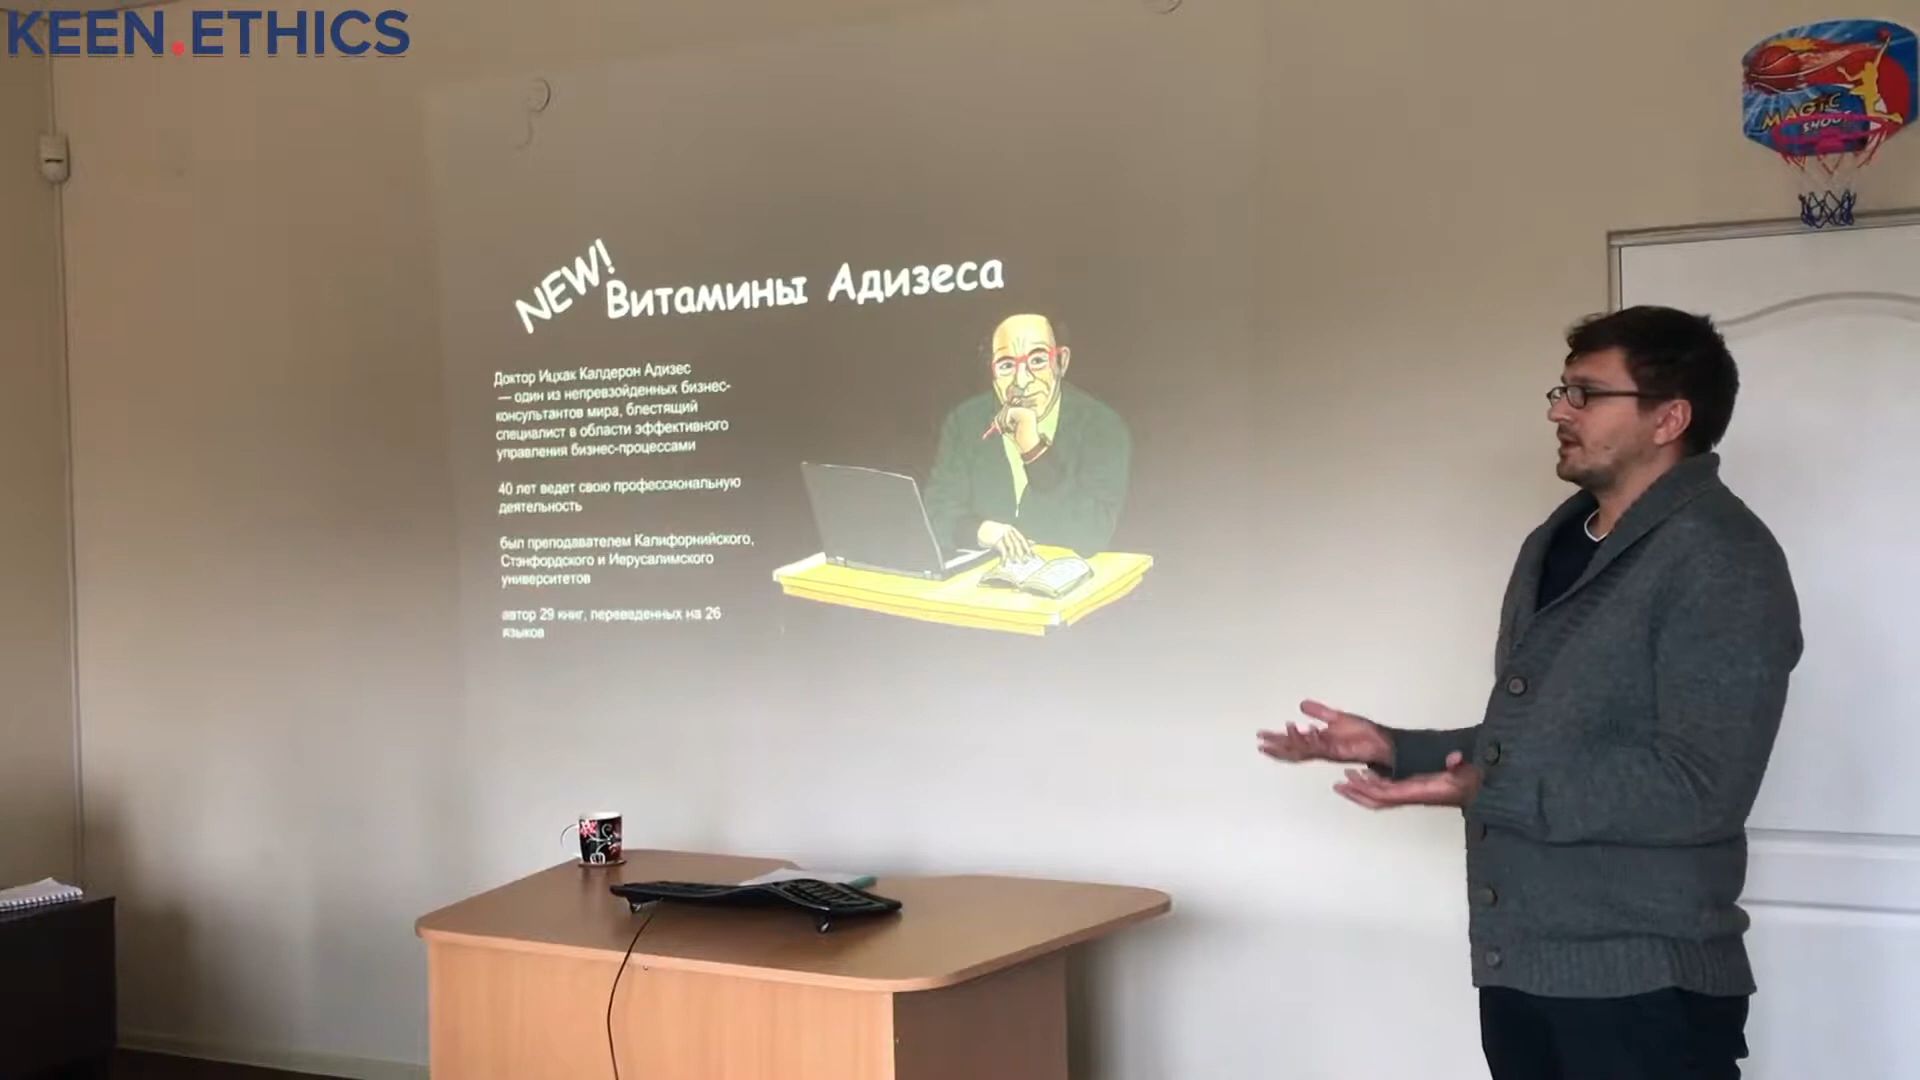 KEEN.ETHICS
MAGIC
SHOOT
NEW!
Витамины Адизеса
Доктор Ицхак Калдерон Адизес
— один из непревзойденных бизнес-
консультантов мира, блестящий
специалист в области эффективного
управления бизнес-процессами
40 лет ведет свою профессиональную
деятельность
был преподавателем Калифорнийского,
Стэнфордского и Иерусалимского
университетов
автор 29 книг, переведенных на 26
языков